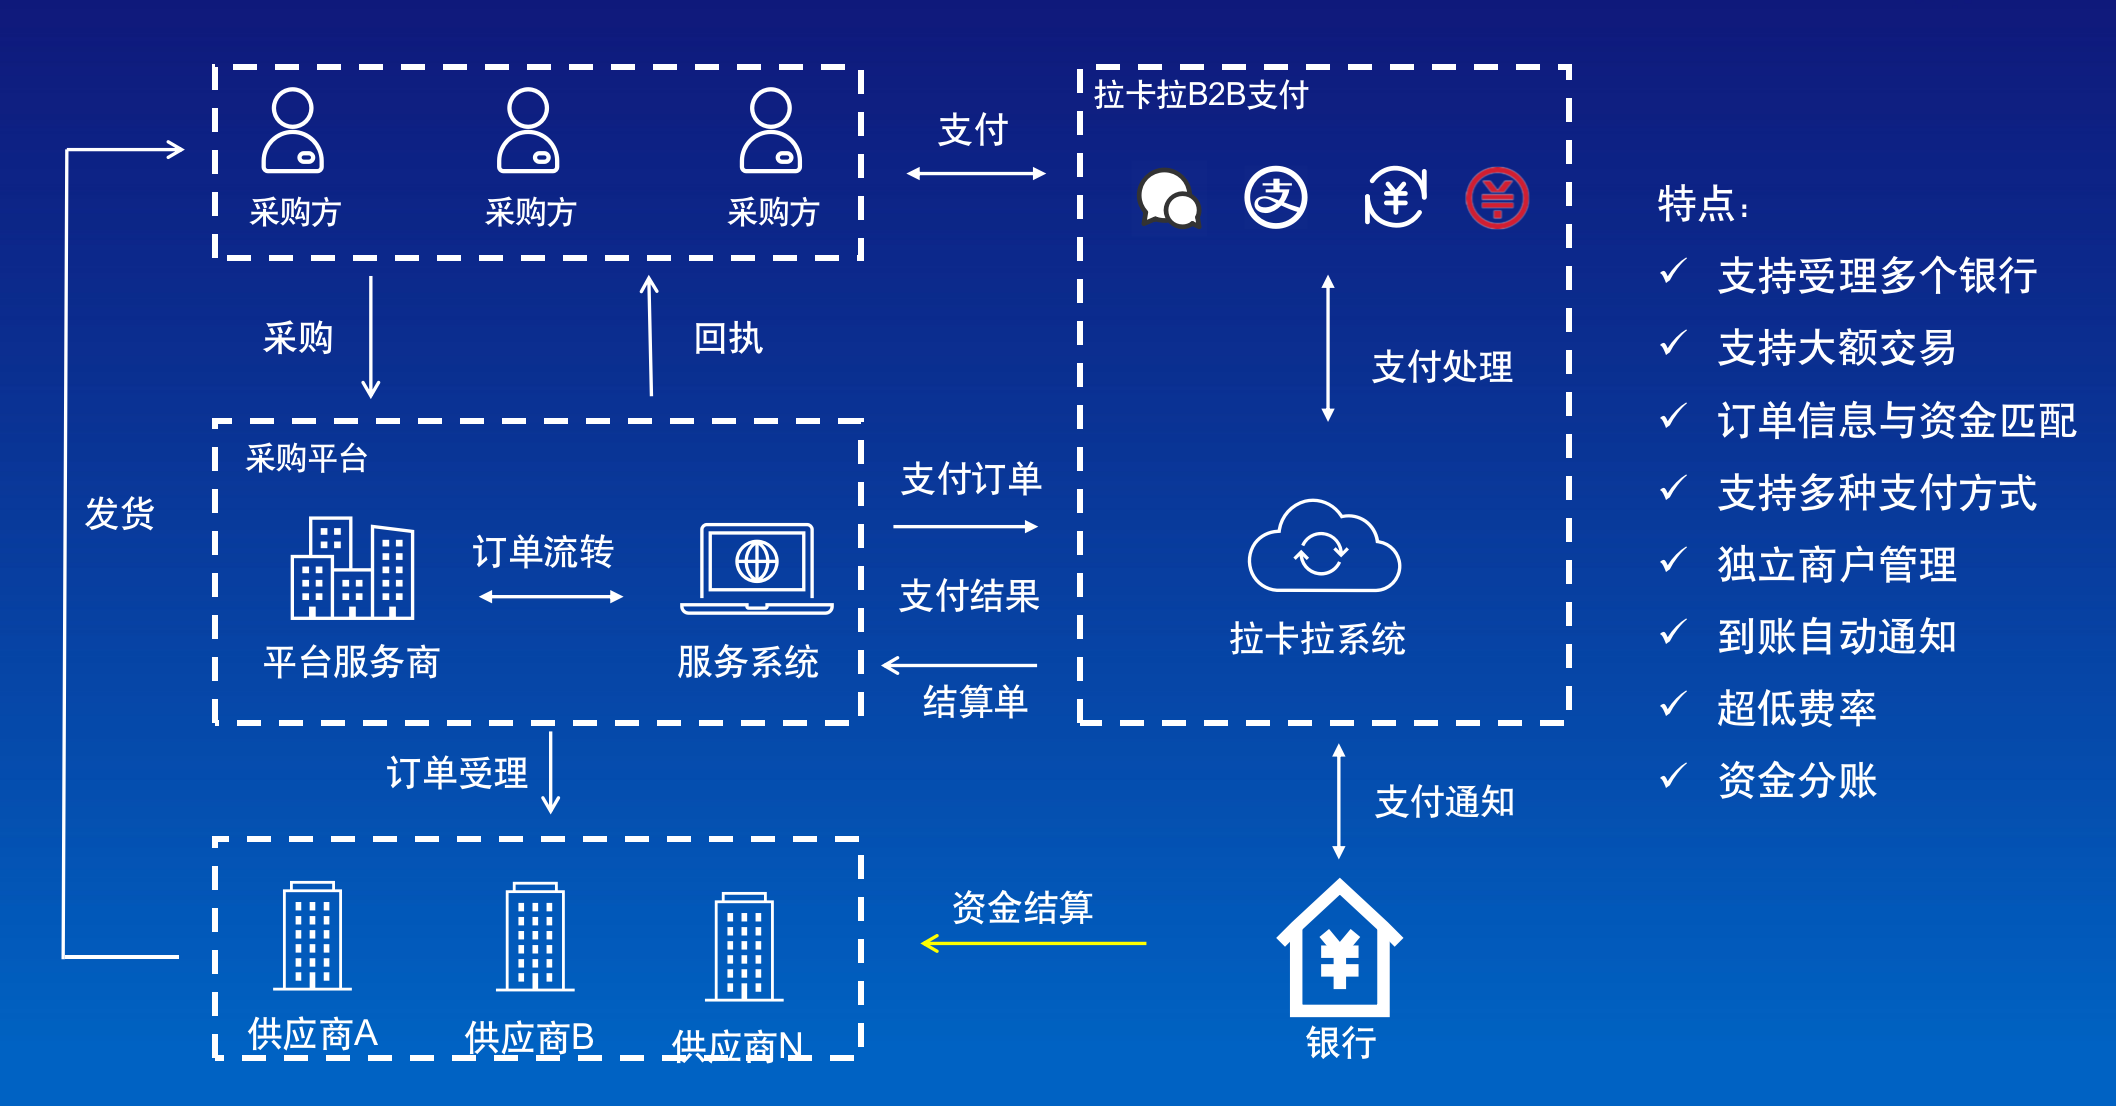 采购方
采购方
采购方
支付
拉卡拉B2B支付
支
¥
¥
特点：
✓ 支持受理多个银行
✓ 支持大额交易
✓ 订单信息与资金匹配
✓ 支持多种支付方式
✓ 独立商户管理
✓ 到账自动通知
✓ 超低费率
✓ 资金分账
采购
回执
支付处理
发货
采购平台
订单流转
平台服务商
服务系统
支付订单
支付结果
结算单
拉卡拉系统
订单受理
支付通知
供应商A
供应商B
供应商N
资金结算
¥
银行